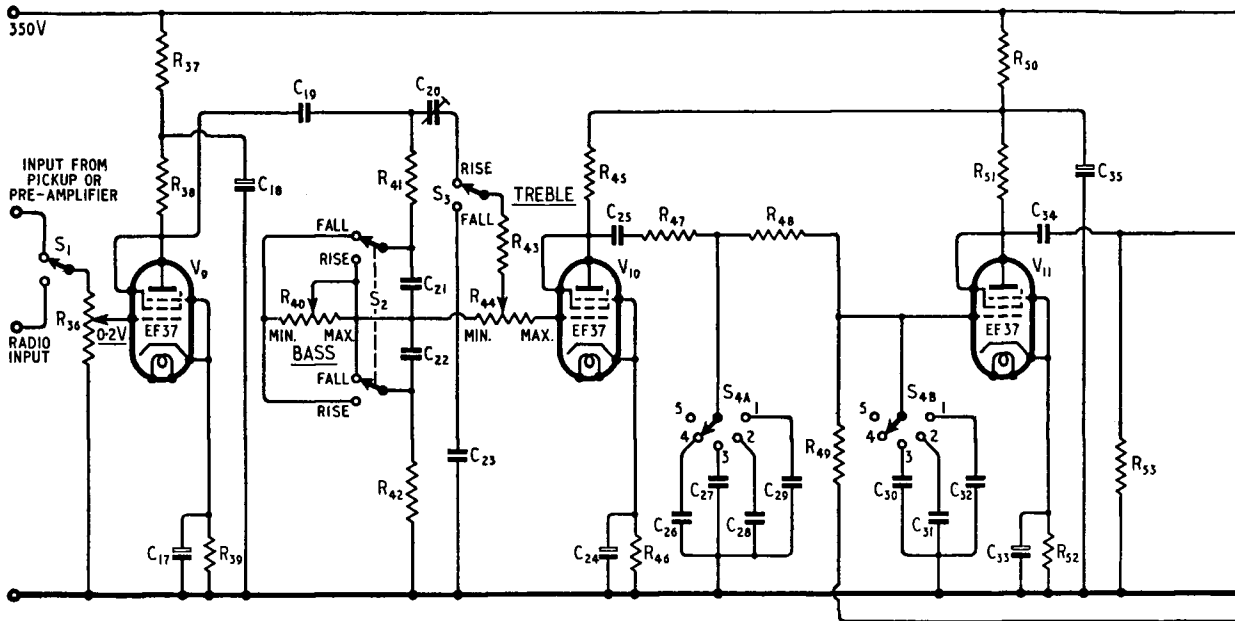 350V
R37
R50
C19
C20
INPUT FROM
PICKUP OR
PRE-AMPLIFIER
R38
C18
R41
RISE
S3
FALL
TREBLE
R45
R51
C35
S1
FALL
RISE
R43
C25
R47
R48
C34
V9
V10
V11
R36
0·2V
EF37
R40
S2
C21
R44
EF37
EF37
MIN.
MAX.
MIN.
MAX.
RADIO
INPUT
BASS
C22
FALL
RISE
S4A
5
4
3
2
1
S4B
5
4
3
2
1
R42
C23
R49
C27
C29
C30
C32
R53
C26
C28
C31
C17
R39
C24
R46
C33
R52